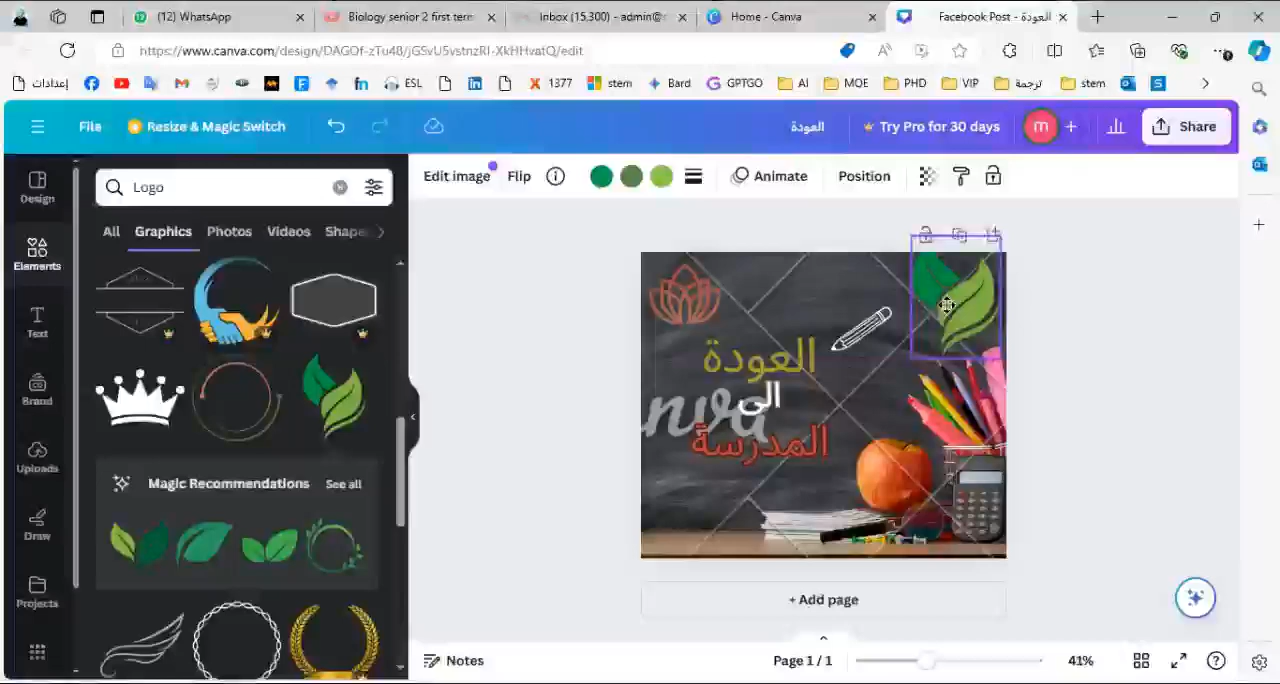 (12) WhatsApp
Biology senior 2 first term
Inbox (15,300) - admin@
Home - Canva
Facebook Post - العودة
https://www.canva.com/design/DAGOf-zTu48/jGSvU5vstnzRI-XkHHvatQ/edit
إعدادات
ESL
1377
stem
Bard
GPTGO
AI
MOE
PHD
VIP
ترجمة
stem
File
Resize & Magic Switch
العودة
Try Pro for 30 days
m
Share
Design
Elements
Text
Brand
Uploads
Draw
Projects
Logo
All
Graphics
Photos
Videos
Shape
Magic Recommendations
See all
Edit image
Flip
Animate
Position
العودة
الى
المدرسة
+ Add page
Notes
Page 1 / 1
41%